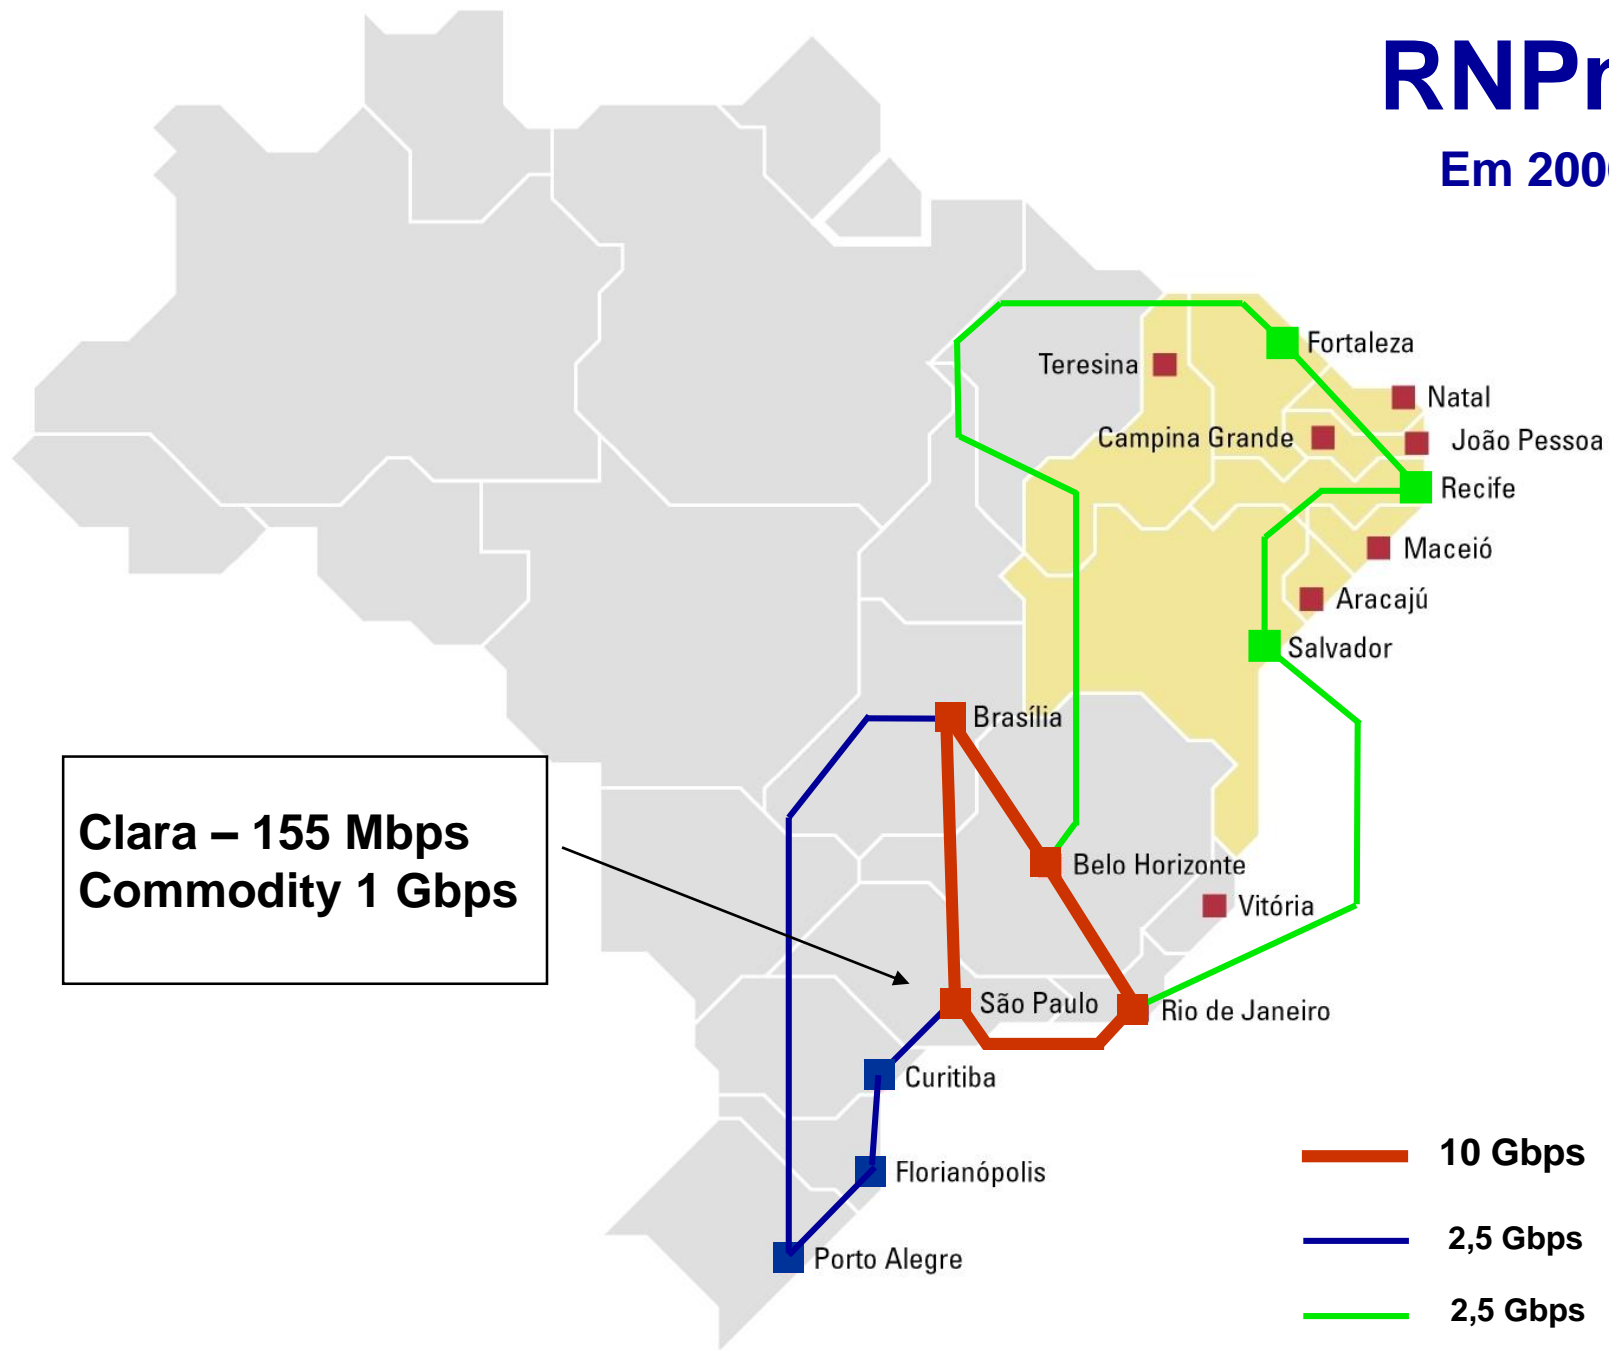 RNP
Em 200
Fortaleza
Teresina
Natal
Campina Grande
João Pessoa
Recife
Maceió
Aracajú
Salvador
Brasília
Clara – 155 Mbps
Commodity 1 Gbps
Belo Horizonte
Vitória
São Paulo
Rio de Janeiro
Curitiba
10 Gbps
Florianópolis
2,5 Gbps
Porto Alegre
2,5 Gbps